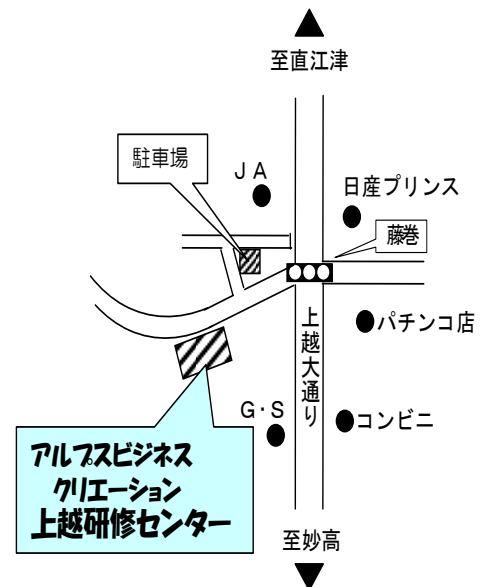 至直江津
駐車場
JA
日産プリンス
藤巻
パチンコ店
上越大通り
G・S
コンビニ
アルプスビジネス
クリエーション
上越研修センター
至妙高